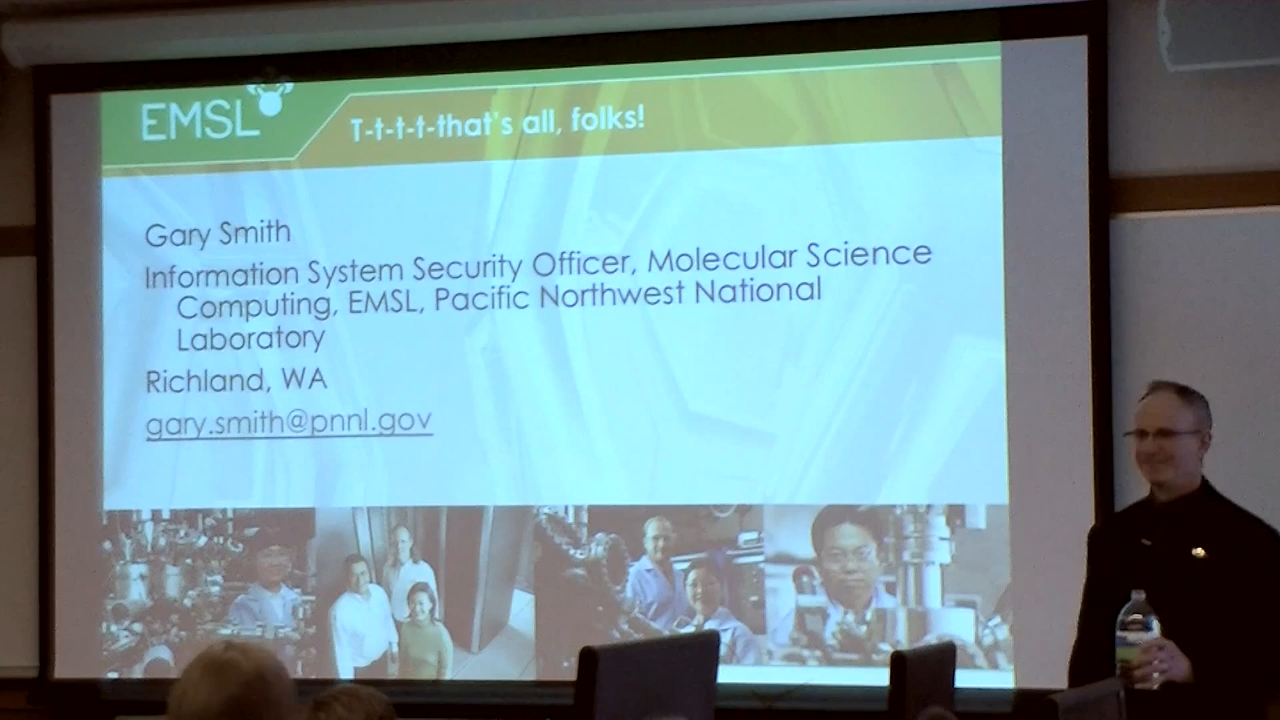 EMSL
T-t-t-t-that's all, folks!
Gary Smith
Information System Security Officer, Molecular Science
Computing, EMSL, Pacific Northwest National
Laboratory
Richland, WA
gary.smith@pnnl.gov